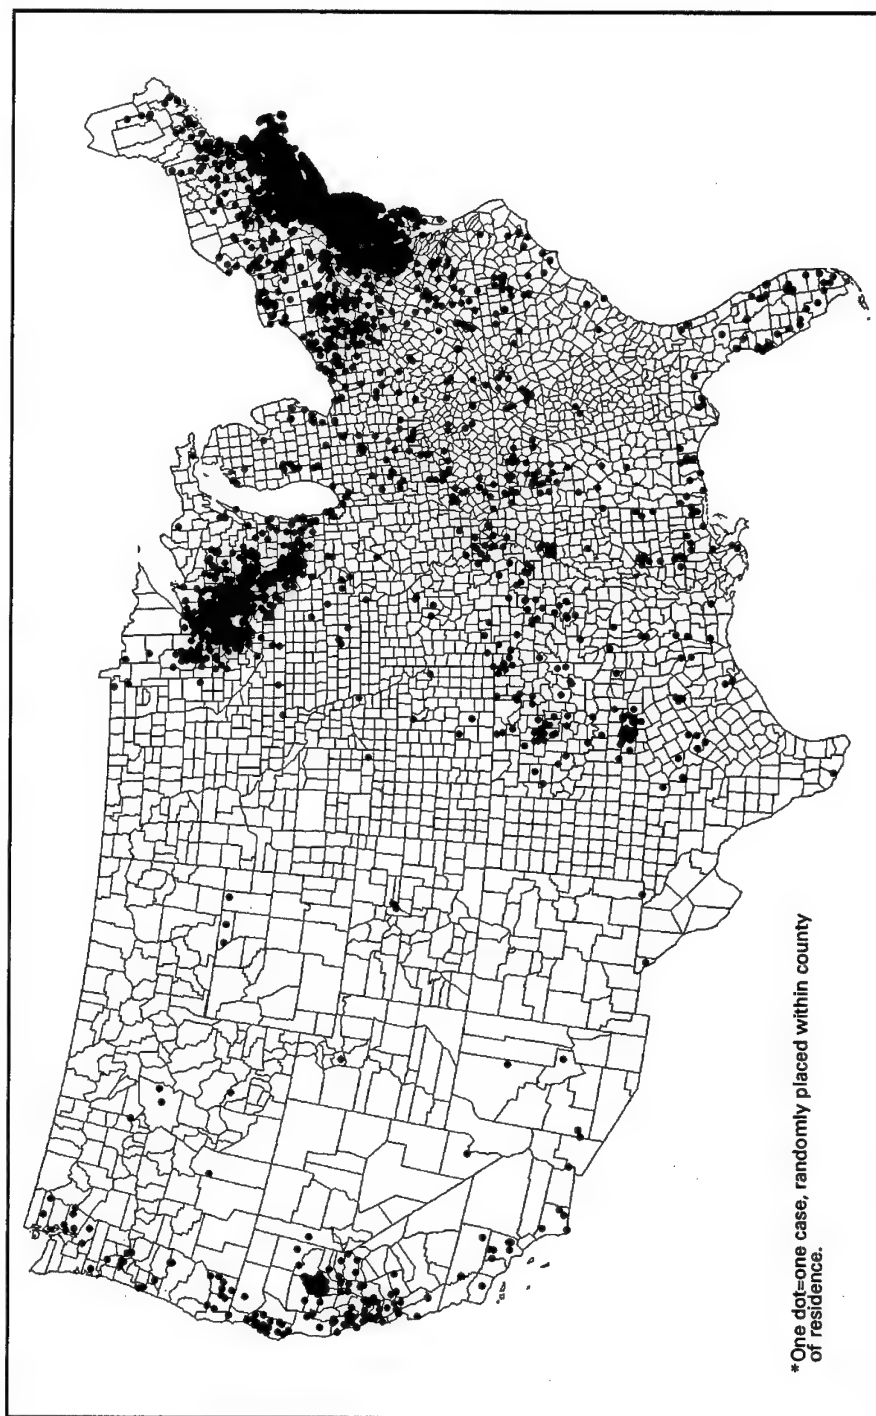 *One dot=one case, randomly placed within county
of residence.